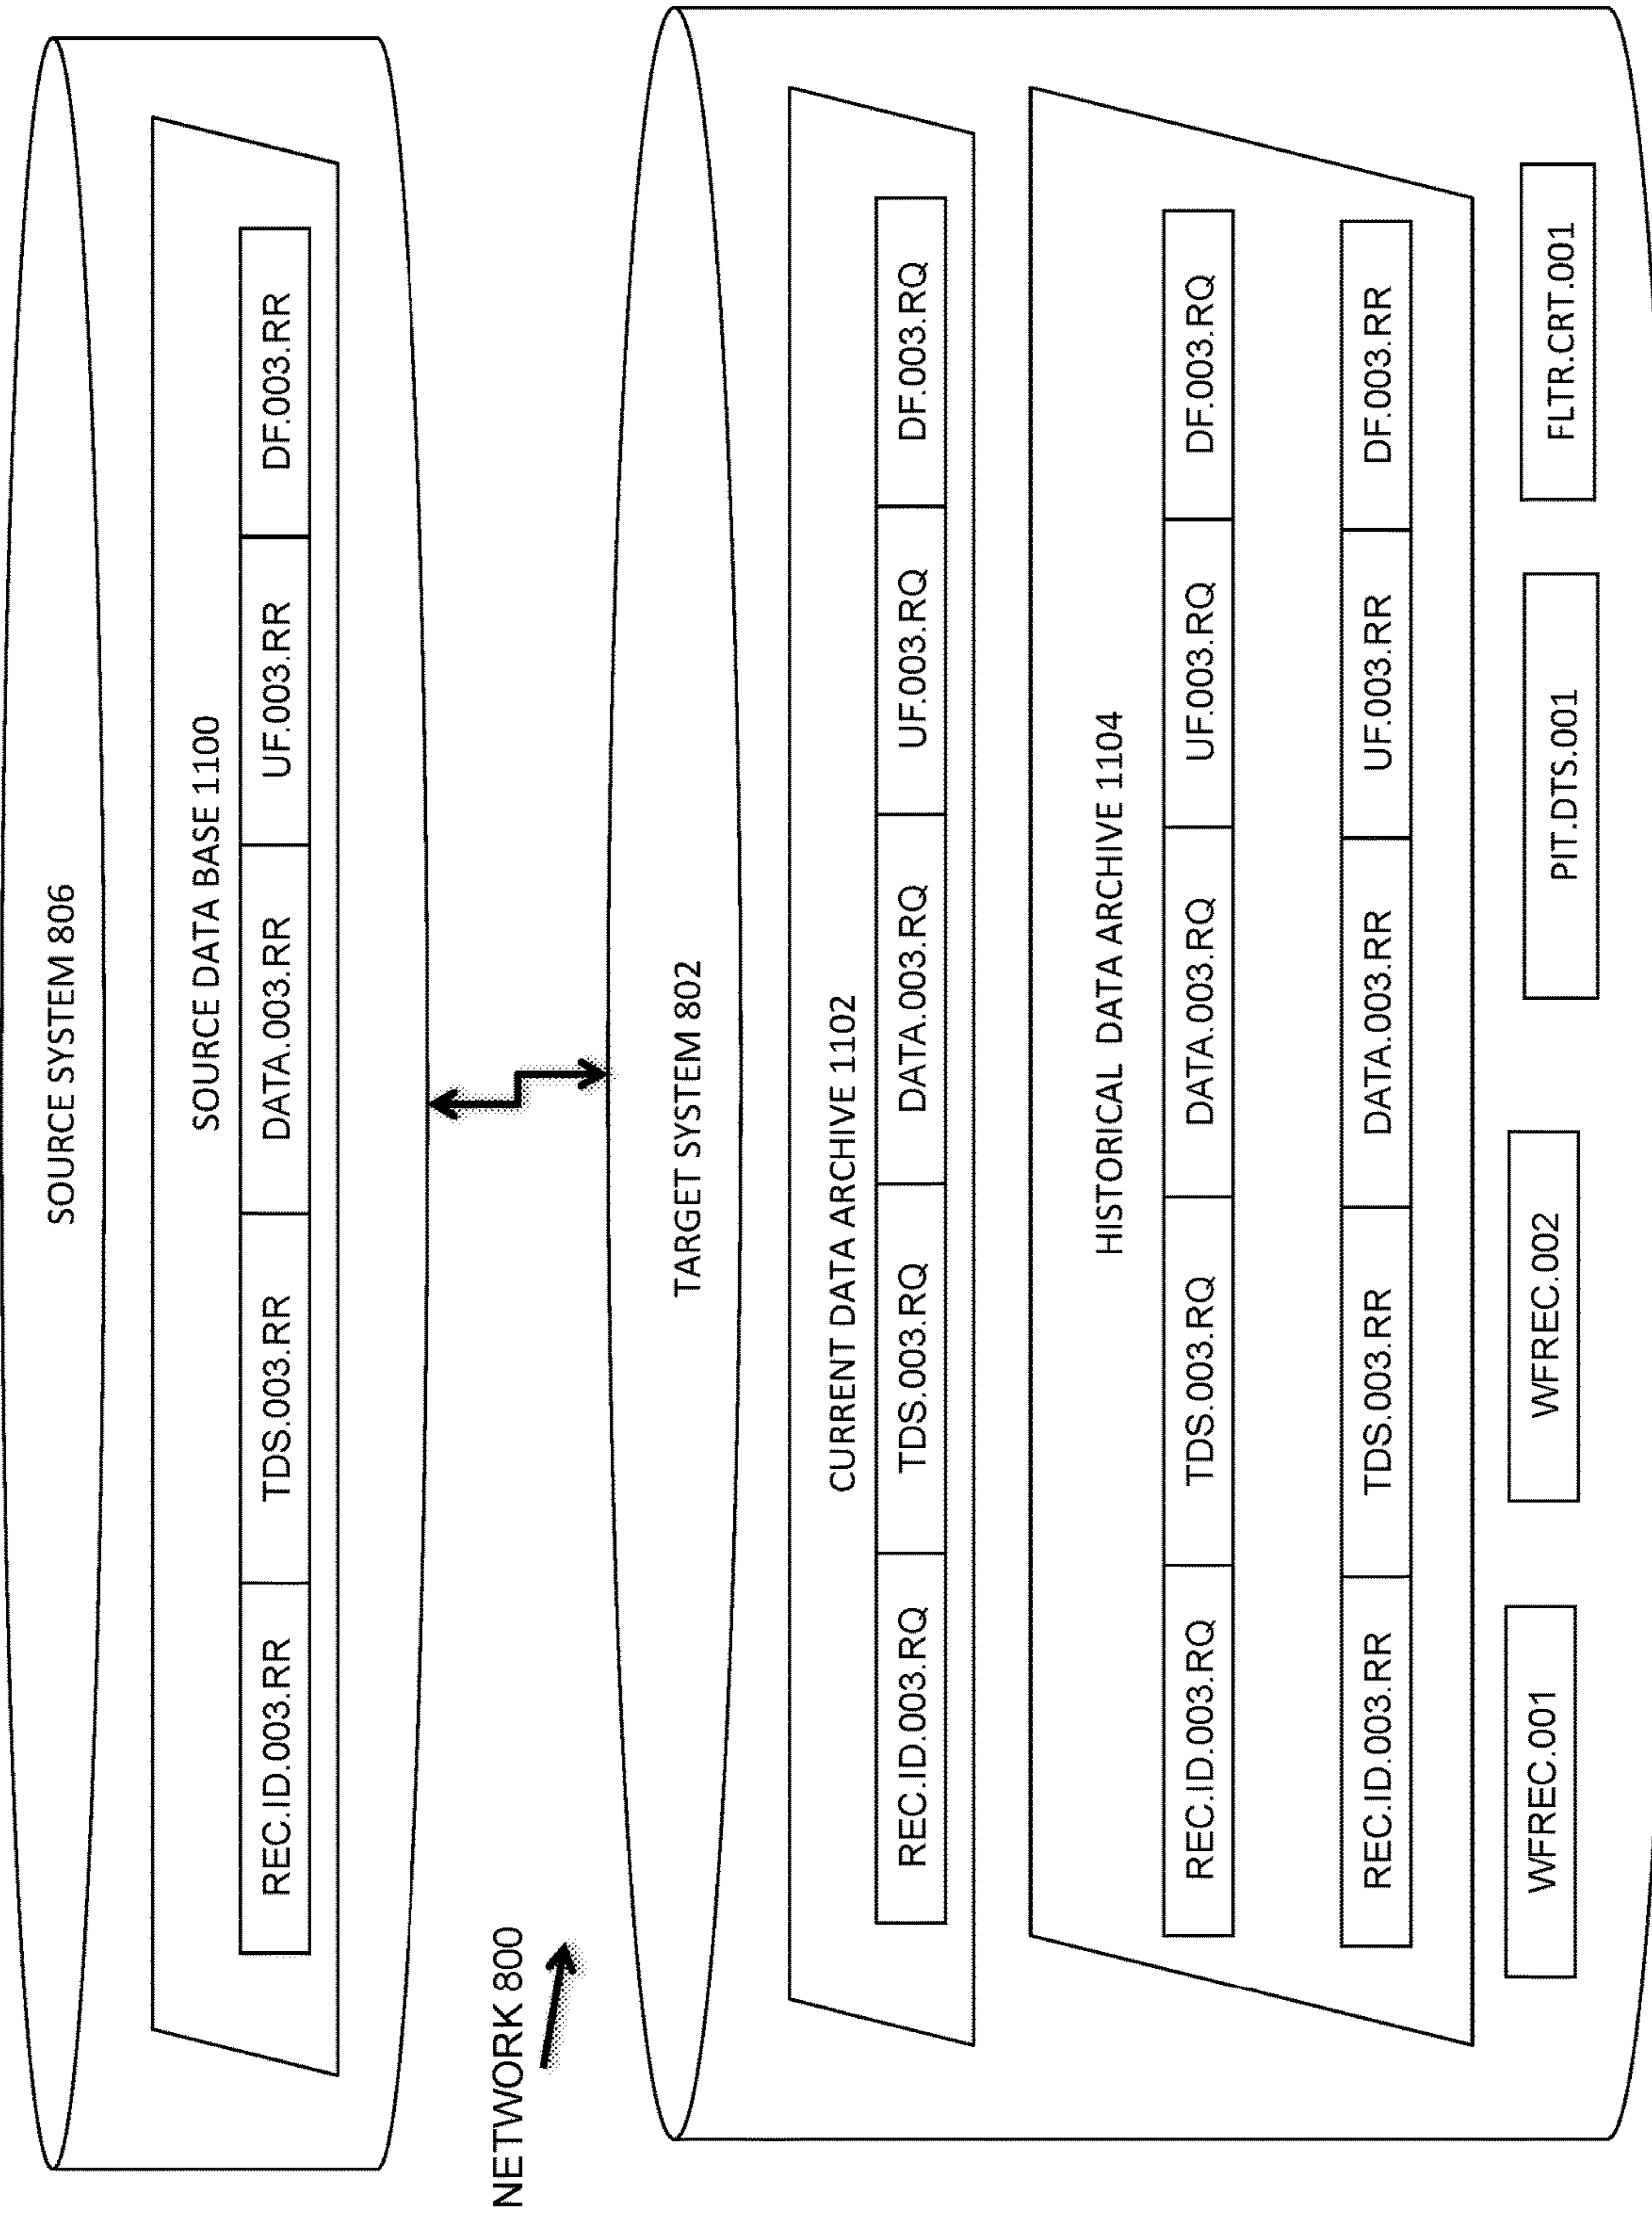 SOURCE SYSTEM 806
SOURCE DATA BASE 1100
REC.ID.003.RR TDS.003.RR DATA.003.RR UF.003.RR DF.003.RR
NETWORK 800
TARGET SYSTEM 802
CURRENT DATA ARCHIVE 1102
REC.ID.003.RQ TDS.003.RQ DATA.003.RQ UF.003.RQ DF.003.RQ
HISTORICAL DATA ARCHIVE 1104
REC.ID.003.RQ TDS.003.RQ DATA.003.RQ UF.003.RQ DF.003.RQ
REC.ID.003.RR TDS.003.RR DATA.003.RR UF.003.RR DF.003.RR
WFREC.001 WFREC.002 PIT.DTS.001 FLTR.CRT.001